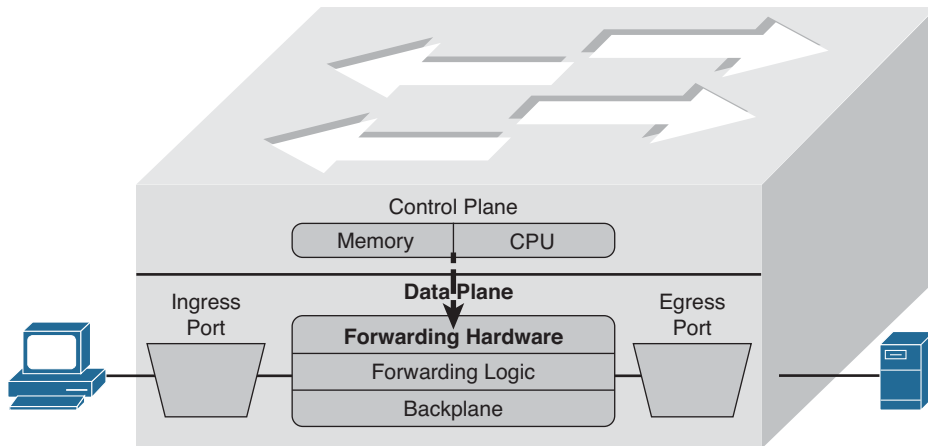 Control Plane
Memory CPU
Data Plane
Ingress
Port
Egress
Port
Forwarding Hardware
Forwarding Logic
Backplane